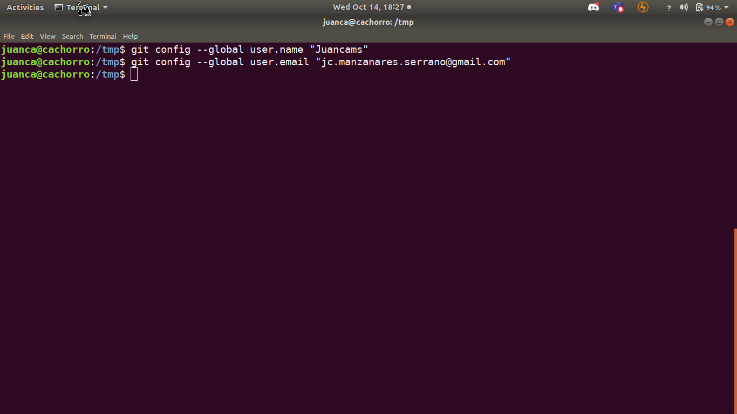 Activities Terminal Wed Oct 14, 18:27 ? 94%
juanca@cachorro: /tmp
File Edit View Search Terminal Help
juanca@cachorro:/tmp$ git config --global user.name "Juancams"
juanca@cachorro:/tmp$ git config --global user.email "jc.manzanares.serrano@gmail.com"
juanca@cachorro:/tmp$